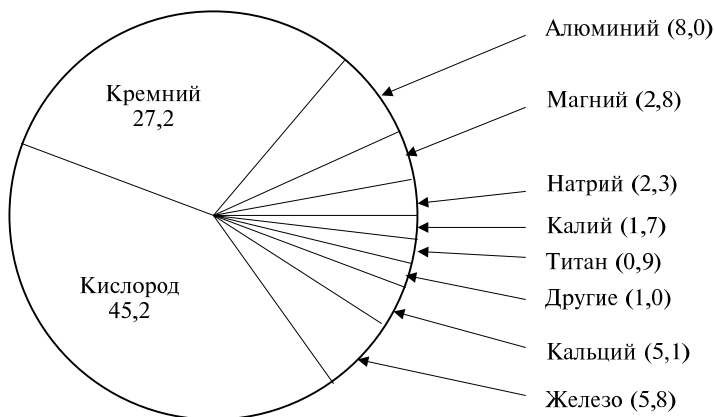 Алюминий (8,0)
Кремний
27,2
Магний (2,8)
Натрий (2,3)
Калий (1,7)
Титан (0,9)
Кислород
45,2
Другие (1,0)
Кальций (5,1)
Железо (5,8)